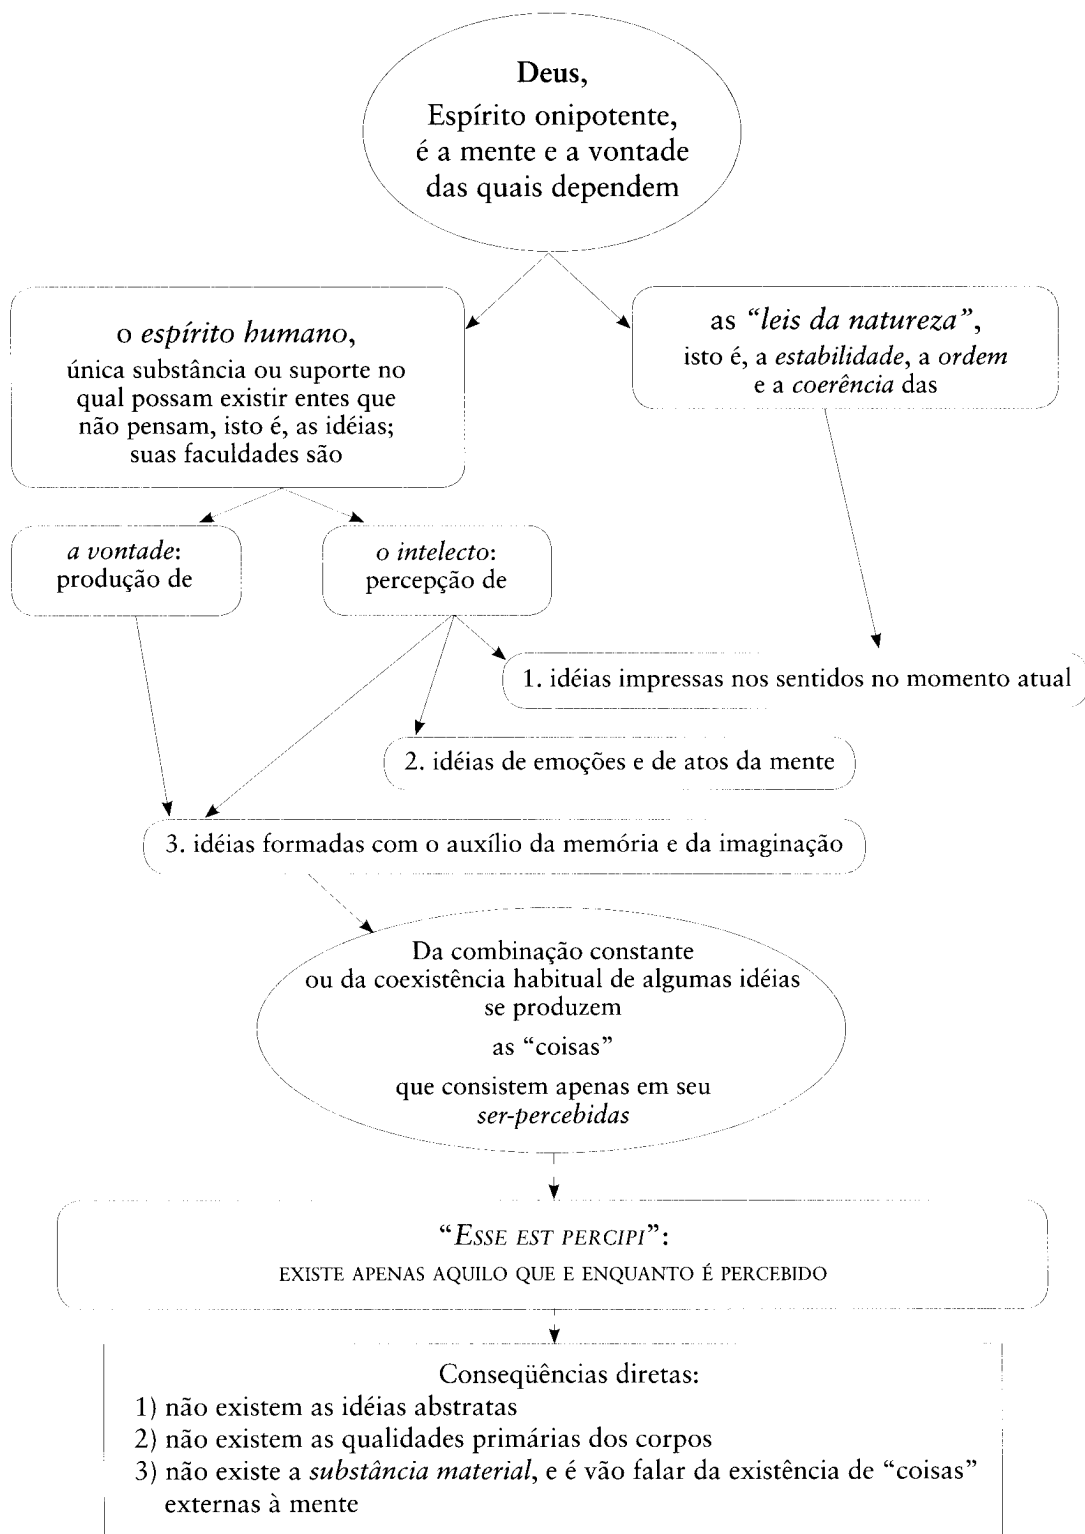 Deus,
Espírito onipotente,
é a mente e a vontade
das quais dependem
o espírito humano,
única substância ou suporte no
qual possam existir entes que
não pensam, isto é, as idéias;
suas faculdades são
as “leis da natureza”,
isto é, a estabilidade, a ordem
e a coerência das
a vontade:
produção de
o intelecto:
percepção de
1. idéias impressas nos sentidos no momento atual
2. idéias de emoções e de atos da mente
3. idéias formadas com o auxílio da memória e da imaginação
Da combinação constante
ou da coexistência habitual de algumas idéias
se produzem
as “coisas”
que consistem apenas em seu
ser-percebidas
“ESSE EST PERCIPI”:
EXISTE APENAS AQUILO QUE E ENQUANTO É PERCEBIDO
Conseqüências diretas:
1) não existem as idéias abstratas
2) não existem as qualidades primárias dos corpos
3) não existe a substância material, e é vão falar da existência de “coisas”
externas à mente